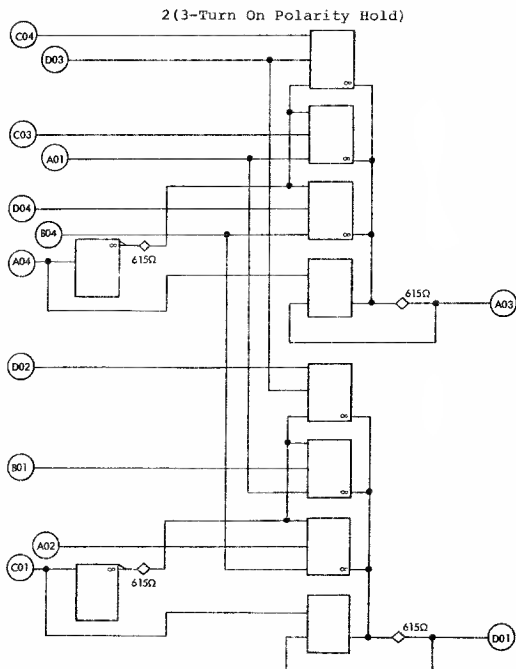 2(3-Turn On Polarity Hold)
C04
D03
C03
A01
D04
B04
A04
615Ω
615Ω
A03
D02
B01
A02
C01
615Ω
615Ω
D01